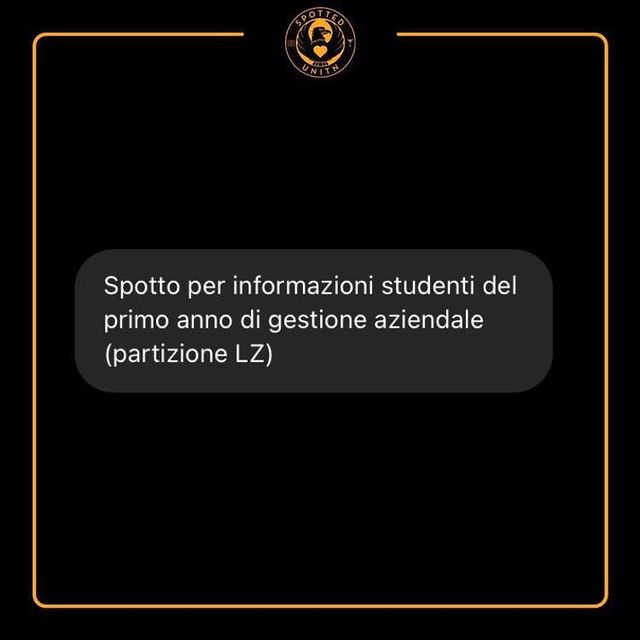 SPOTTED
UNITN
Spotto per informazioni studenti del
primo anno di gestione aziendale
(partizione LZ)